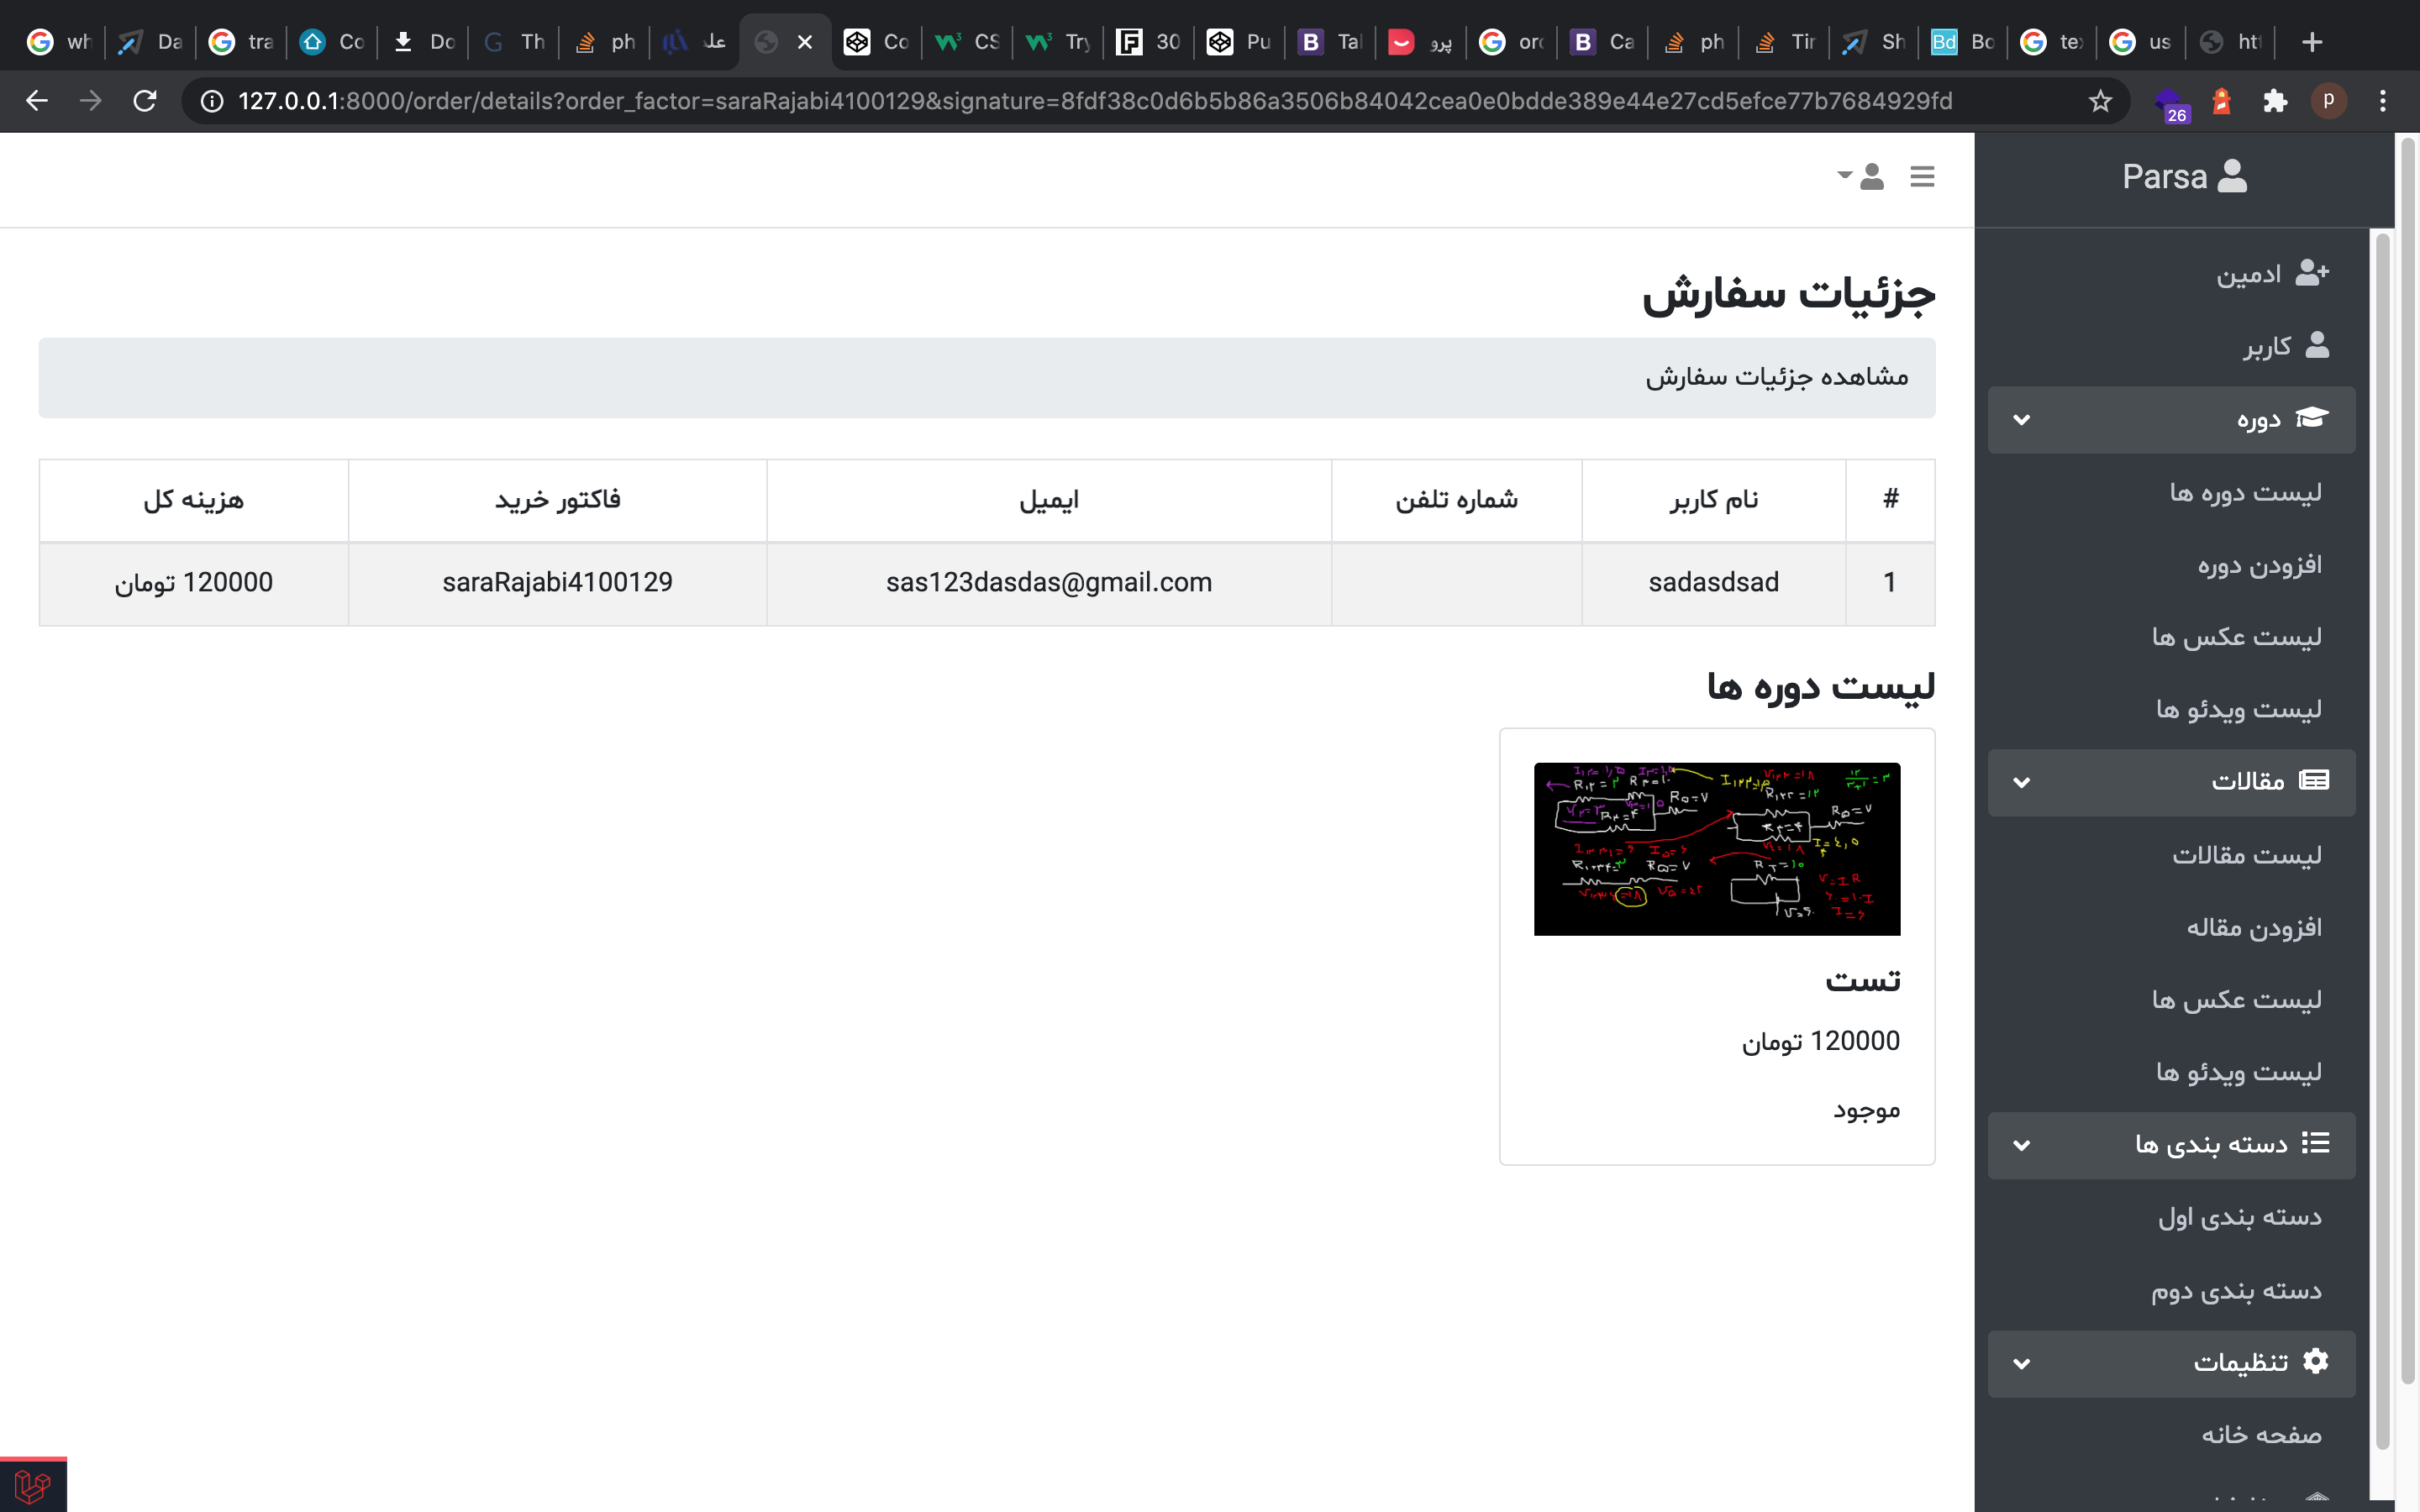 wh
Da
tra
Co
Do
Th
ph
علـ
Co
CS
Try
30
Pu
Tal
پرو
ord
Ca
ph
Tir
Sh
Bd Bo
te
us
htt
127.0.0.1:8000/order/details?order_factor=saraRajabi4100129&signature=8fdf38c0d6b5b86a3506b84042cea0e0bdde389e44e27cd5efce77b7684929fd
26
p
Parsa
ادمین
کاربر
دوره
لیست دوره ها
افزودن دوره
لیست عکس ها
لیست ویدئو ها
مقالات
لیست مقالات
افزودن مقاله
لیست عکس ها
لیست ویدئو ها
دسته بندی ها
دسته بندی اول
دسته بندی دوم
تنظیمات
صفحه خانه
جزئیات سفارش
مشاهده جزئیات سفارش
# نام کاربر شماره تلفن ایمیل فاکتور خرید هزینه کل
1 sadasdsad sas123dasdas@gmail.com saraRajabi4100129 120000 تومان
لیست دوره ها
تست
120000 تومان
موجود